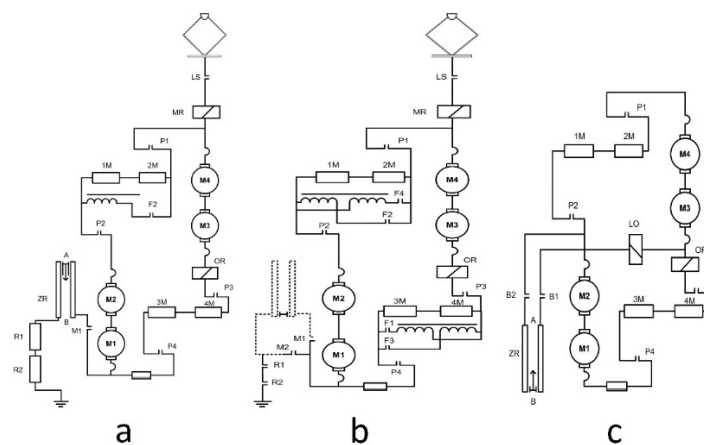 LS
MR
P1
1M 2M
M4
F2
P2
M3
OR
A
P3
ZR
M2
3M 4M
B
M1
R1
M1
P4
R2
a
LS
MR
P1
1M 2M
M4
F4
F2
P2
M3
OR
P3
M2
3M 4M
F1
M1
M2
F3
M1
P4
R1
R2
b
P1
1M 2M
M4
M3
P2
LO
OR
B2 B1
M2
3M 4M
A
ZR
M1
P4
B
c